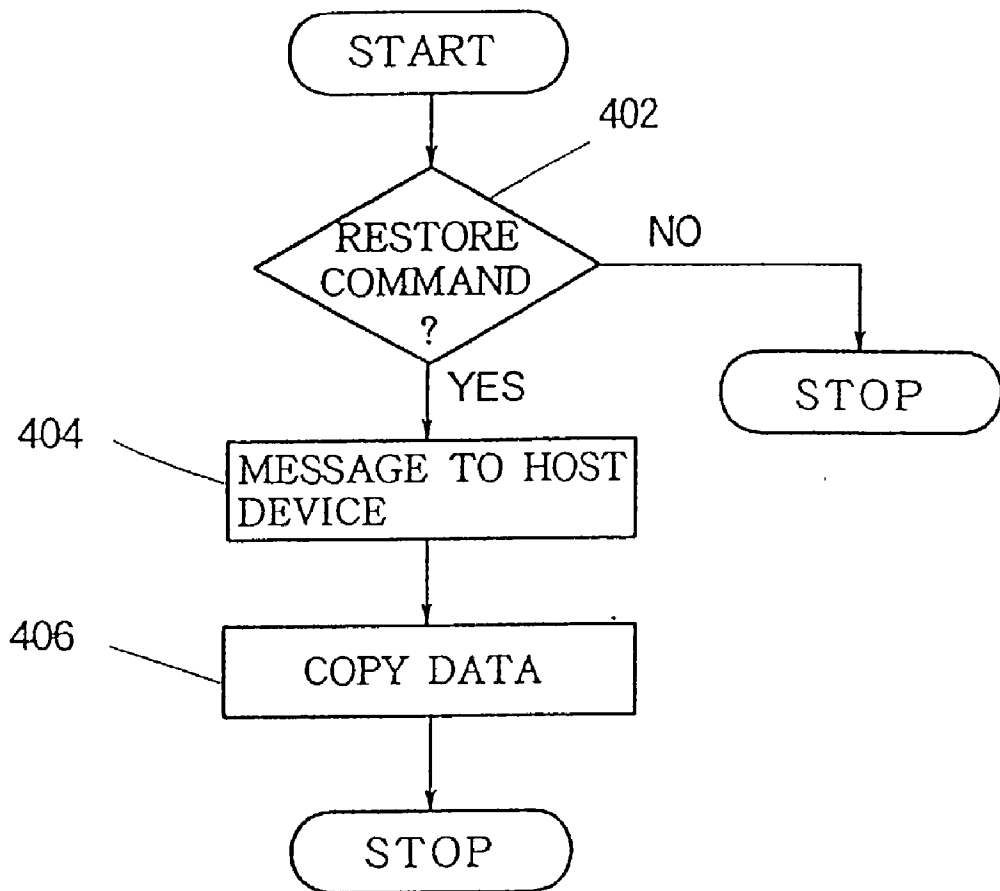 START
402
RESTORE
COMMAND
?
NO
STOP
YES
404
MESSAGE TO HOST
DEVICE
406
COPY DATA
STOP